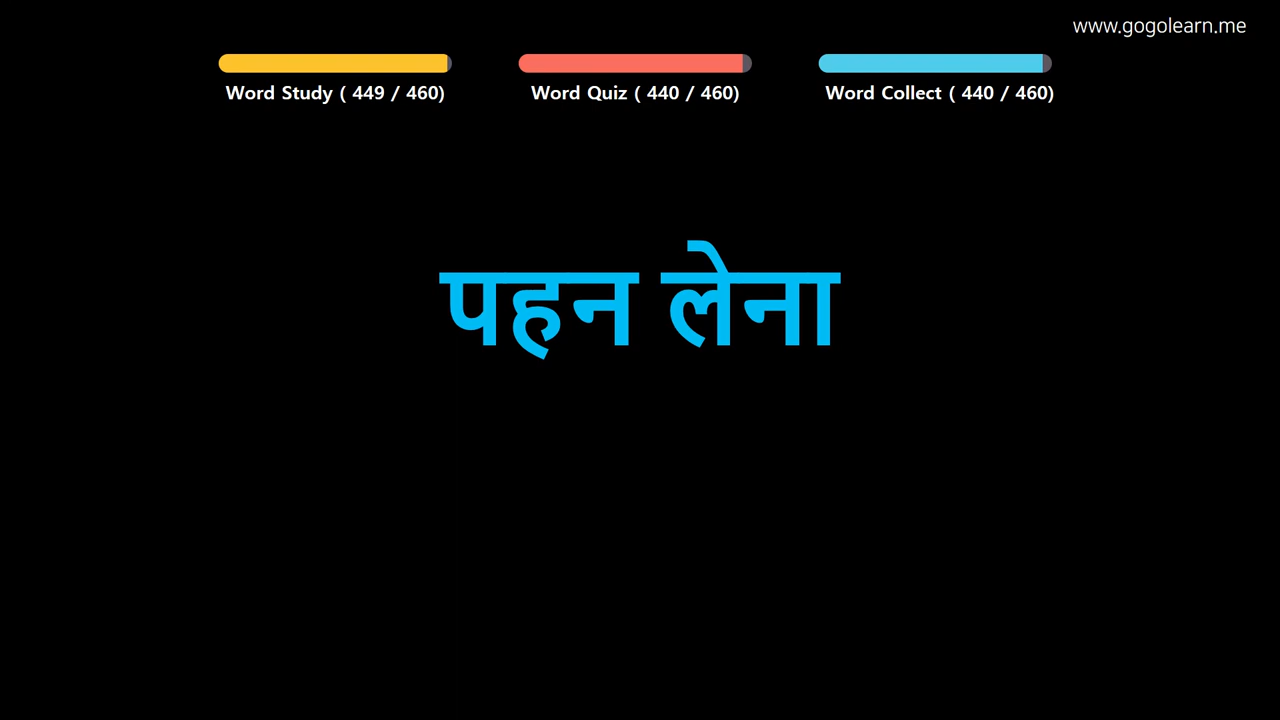 www.gogolearn.me
Word Study ( 449 / 460)
Word Quiz ( 440 / 460)
Word Collect ( 440 / 460)
पहन लेना